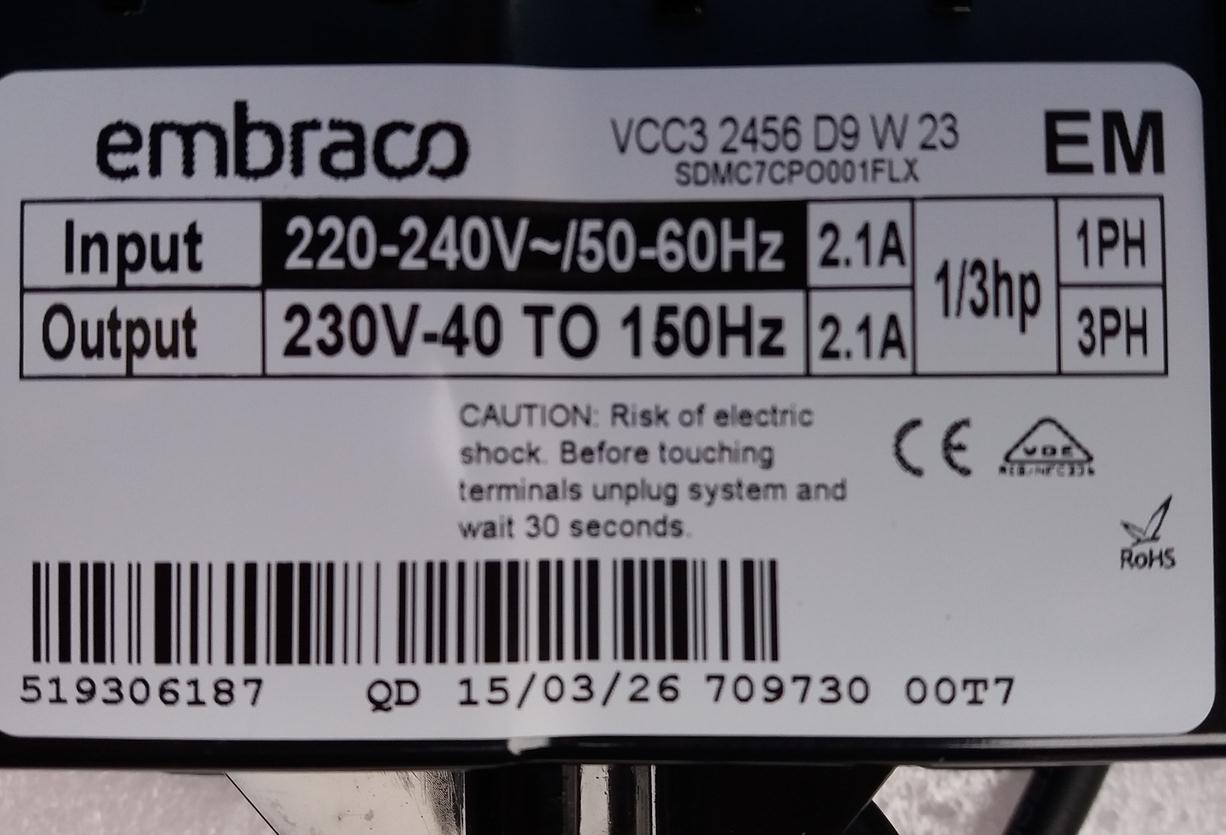 embraco
VCC3 2456 D9 W 23
SDMC7CPO001FLX
EM
Input 220-240V~/50-60Hz 2.1A 1/3hp 1PH
Output 230V-40 TO 150Hz 2.1A 3PH
CAUTION: Risk of electric
shock. Before touching
terminals unplug system and
wait 30 seconds.
CE
VDE
RoHS
519306187 QD 15/03/26 709730 00T7